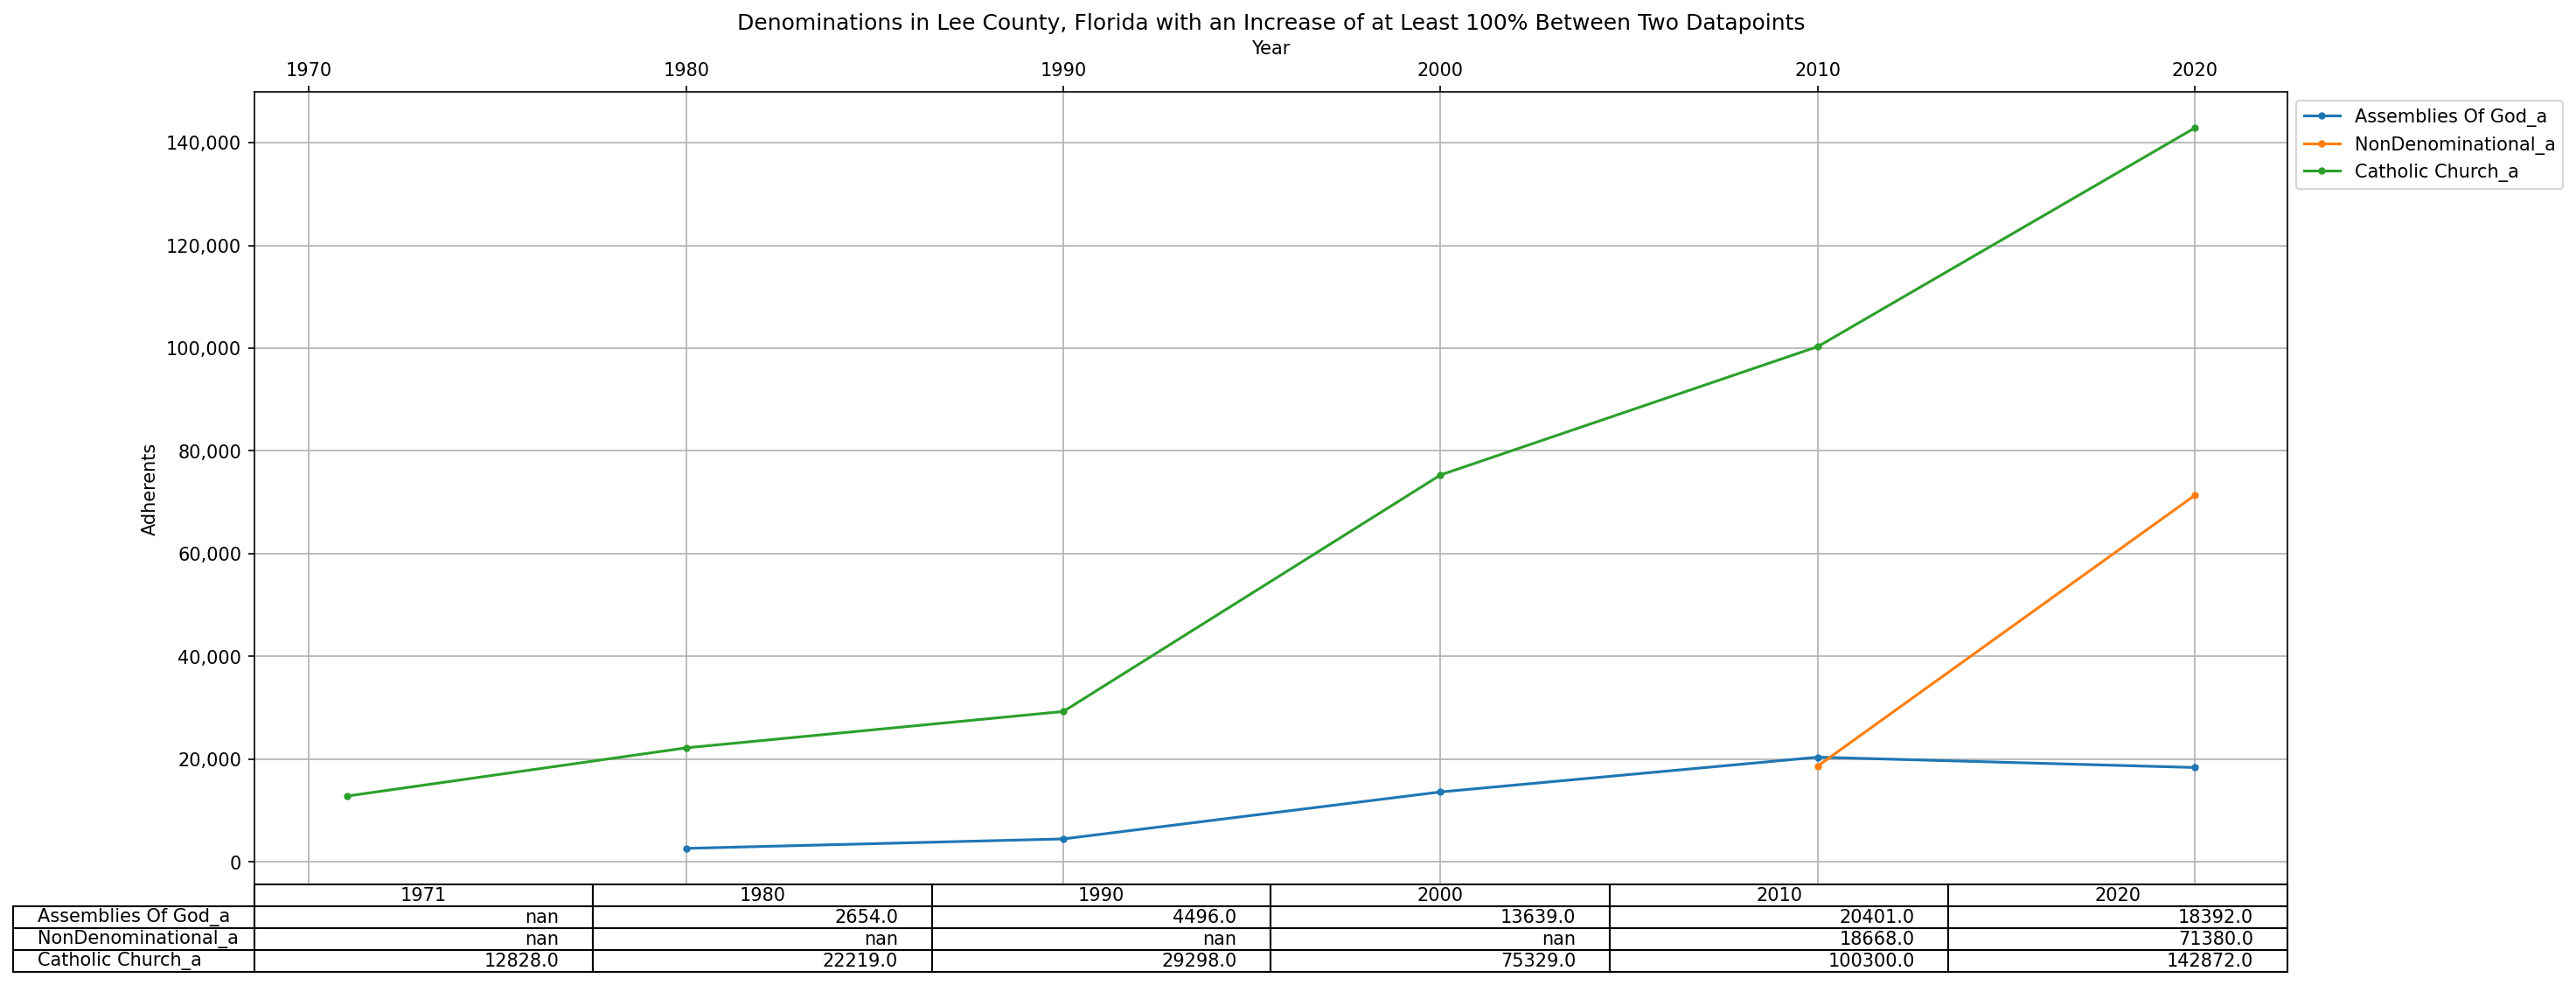 Denominations in Lee County, Florida with an Increase of at Least 100% Between Two Datapoints
Year
1970 1980 1990 2000 2010 2020
Assemblies Of God_a
NonDenominational_a
Catholic Church_a
140,000
120,000
100,000
80,000
60,000
40,000
20,000
0
Adherents
1971 1980 1990 2000 2010 2020
Assemblies Of God_a nan 2654.0 4496.0 13639.0 20401.0 18392.0
NonDenominational_a nan nan nan nan 18668.0 71380.0
Catholic Church_a 12828.0 22219.0 29298.0 75329.0 100300.0 142872.0